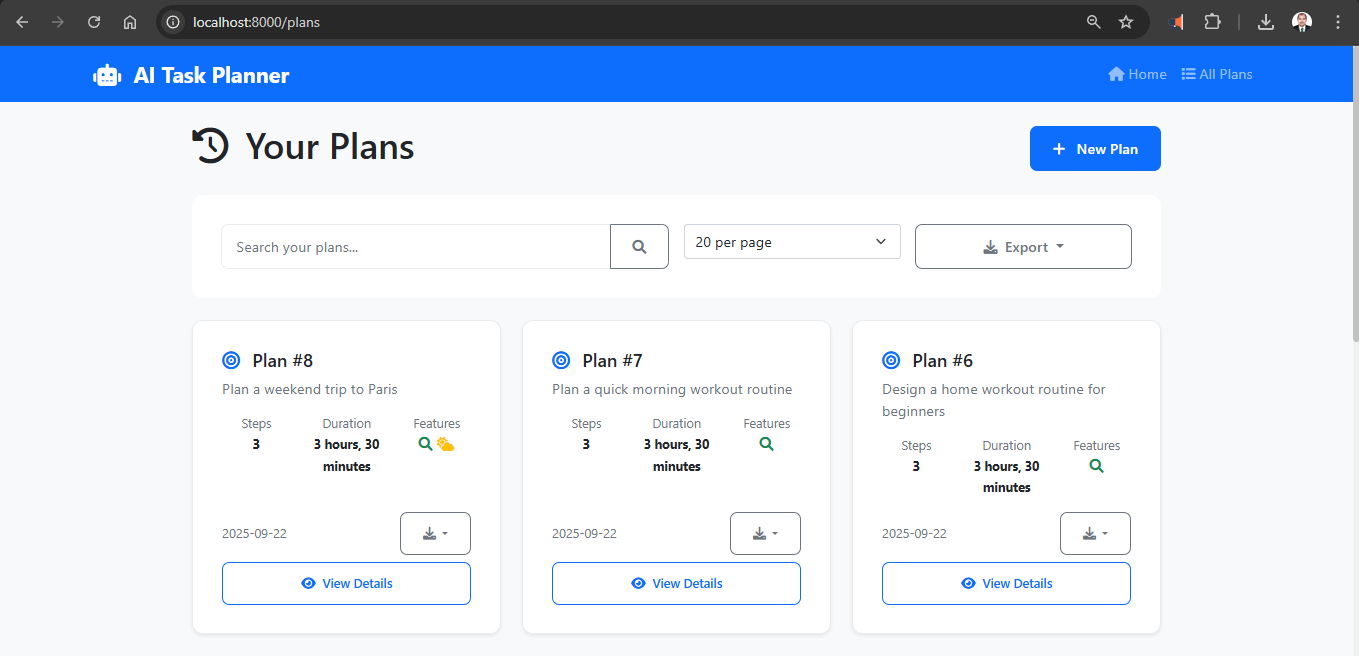 localhost:8000/plans
AI Task Planner
Home
All Plans
Your Plans
New Plan
Search your plans...
20 per page
Export
Plan #8
Plan a weekend trip to Paris
Steps
Duration
Features
3
3 hours, 30
minutes
2025-09-22
View Details
Plan #7
Plan a quick morning workout routine
Steps
Duration
Features
3
3 hours, 30
minutes
2025-09-22
View Details
Plan #6
Design a home workout routine for
beginners
Steps
Duration
Features
3
3 hours, 30
minutes
2025-09-22
View Details